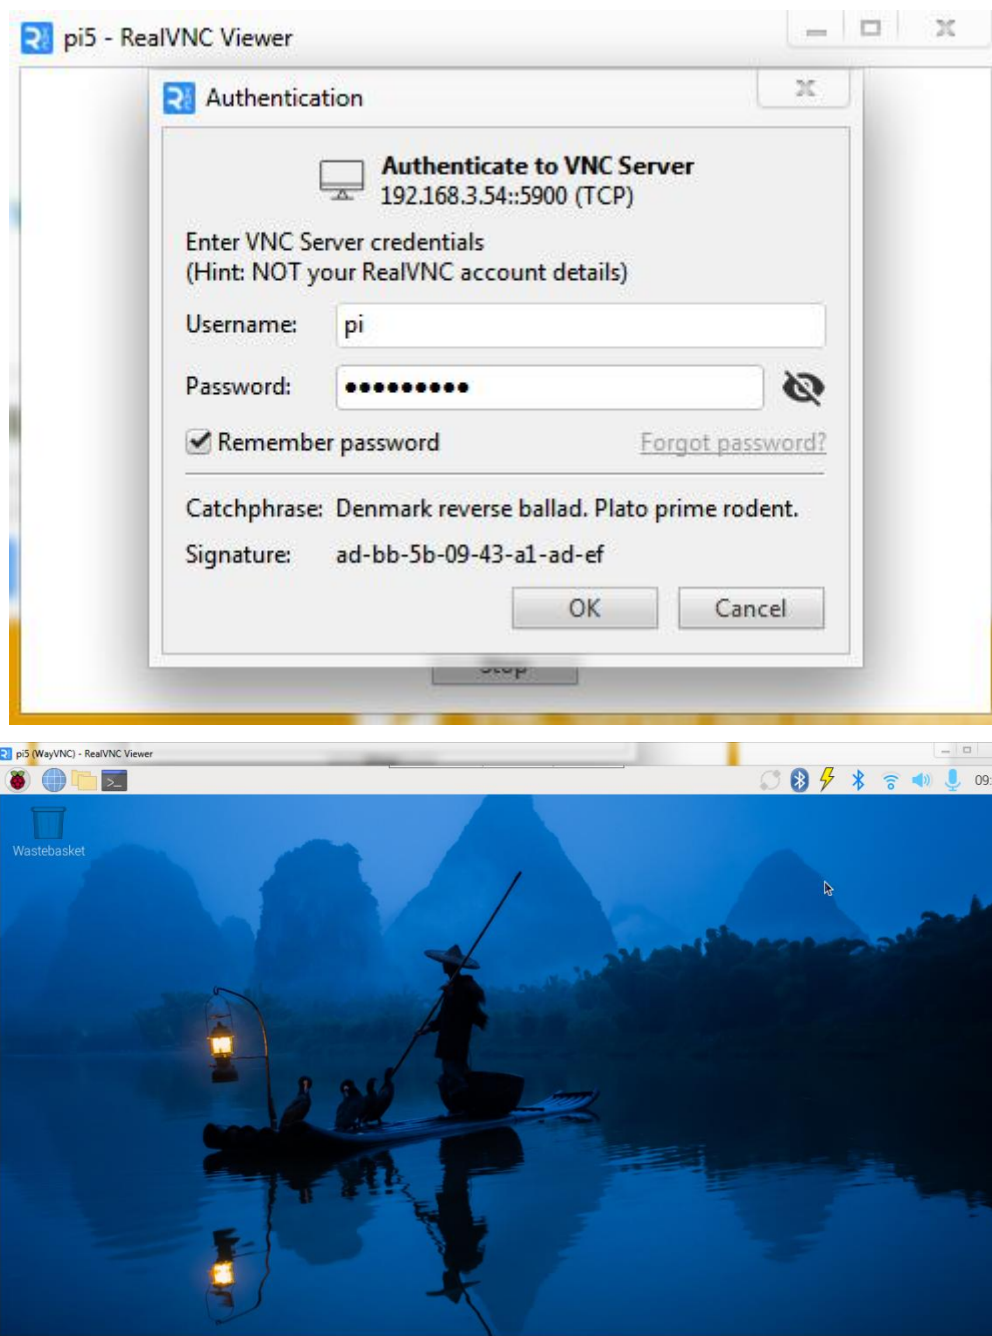 pi5 - RealVNC Viewer
Authentication
Authenticate to VNC Server
192.168.3.54::5900 (TCP)
Enter VNC Server credentials
(Hint: NOT your RealVNC account details)
Username: pi
Password:
Remember password Forgot password?
Catchphrase: Denmark reverse ballad. Plato prime rodent.
Signature: ad-bb-5b-09-43-a1-ad-ef
OK Cancel
Stop
pi5 (WayVNC) - RealVNC Viewer
09:
Wastebasket